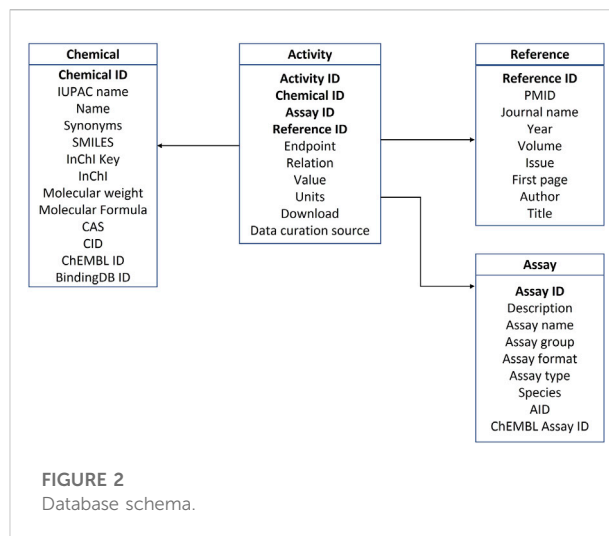 Chemical
Chemical ID
IUPAC name
Name
Synonyms
SMILES
InChI Key
InChI
Molecular weight
Molecular Formula
CAS
CID
ChEMBL ID
BindingDB ID
Activity
Activity ID
Chemical ID
Assay ID
Reference ID
Endpoint
Relation
Value
Units
Download
Data curation source
Reference
Reference ID
PMID
Journal name
Year
Volume
Issue
First page
Author
Title
Assay
Assay ID
Description
Assay name
Assay group
Assay format
Assay type
Species
AID
ChEMBL Assay ID
FIGURE 2
Database schema.